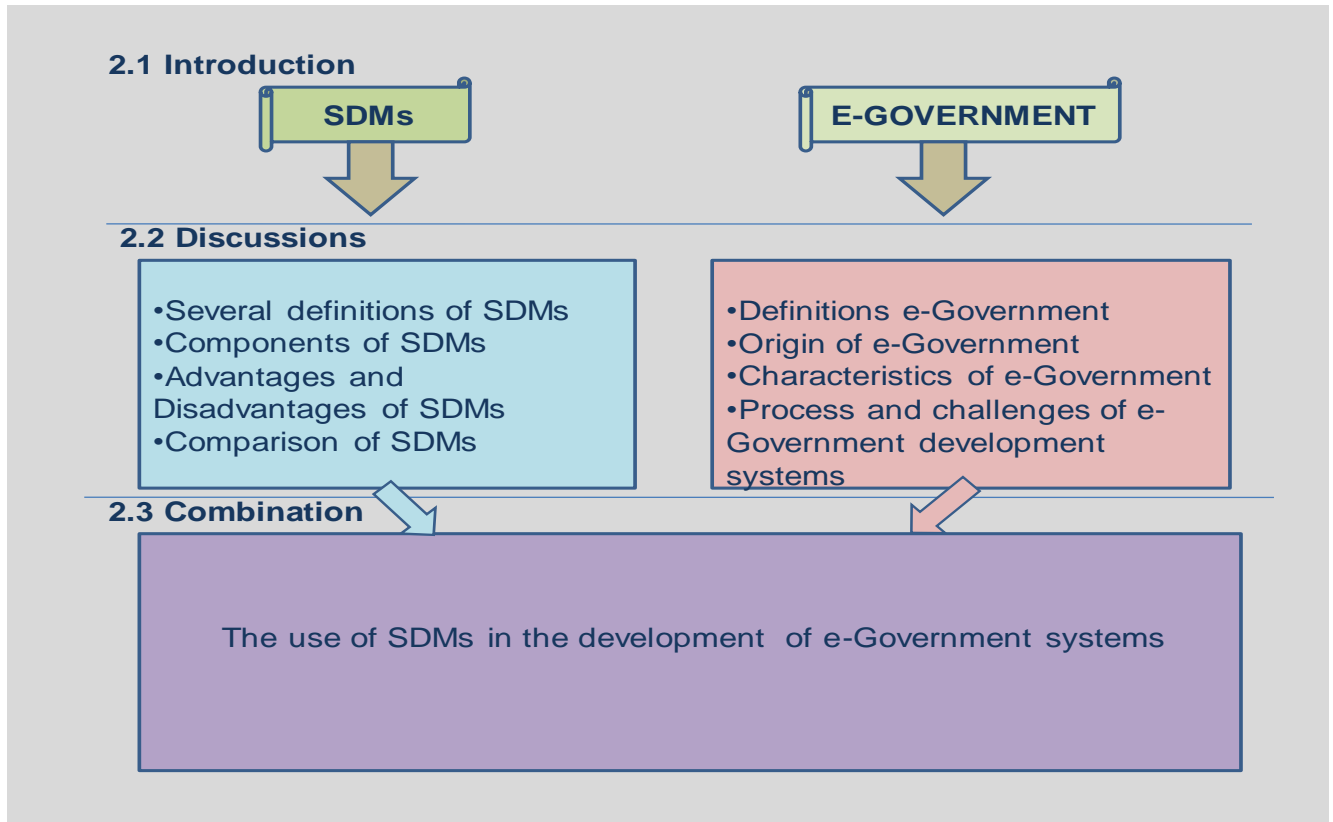 2.1 Introduction
SDMs
E-GOVERNMENT
2.2 Discussions
•Several definitions of SDMs
•Components of SDMs
•Advantages and
Disadvantages of SDMs
•Comparison of SDMs
•Definitions e-Government
•Origin of e-Government
•Characteristics of e-Government
•Process and challenges of e-
Government development
systems
2.3 Combination
The use of SDMs in the development of e-Government systems